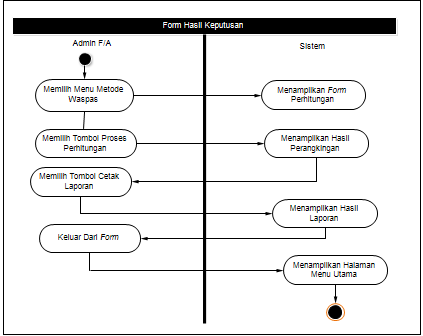 Form Hasil Keputusan
Admin F/A
Sistem
Memilih Menu Metode
Waspas
Menamplikan Form
Perhitungan
Memilih Tombol Proses
Perhitungan
Menampilkan Hasil
Perangkingan
Memilih Tombol Cetak
Laporan
Menampilkan Hasil
Laporan
Keluar Dari Form
Menampilkan Halaman
Menu Utama